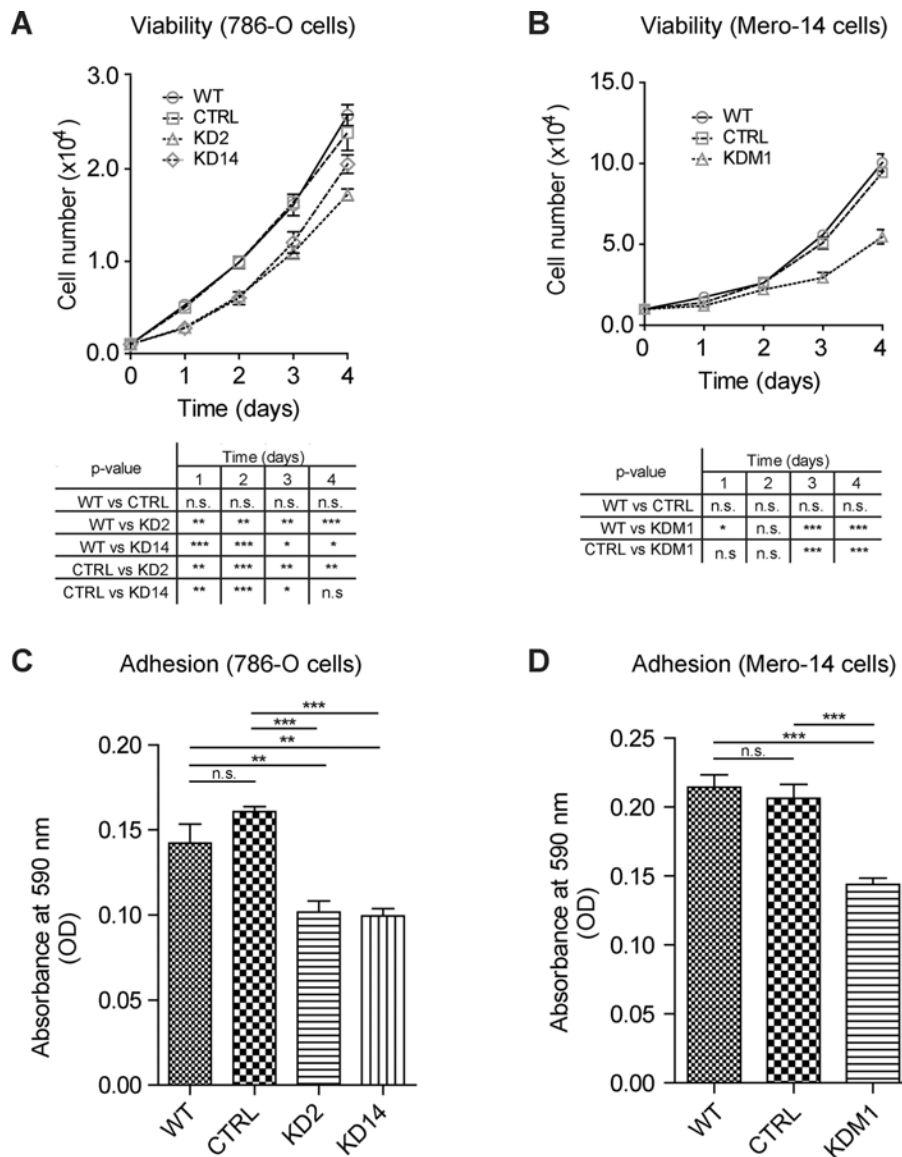 A Viability (786-O cells)
3.0
2.0
1.0
0.0
Cell number (x10⁴)
WT
CTRL
KD2
KD14
0 1 2 3 4
Time (days)
p-value Time (days)
1 2 3 4
WT vs CTRL n.s. n.s. n.s. n.s.
WT vs KD2 ** ** ** ***
WT vs KD14 *** *** * *
CTRL vs KD2 ** *** ** **
CTRL vs KD14 ** *** * n.s
B Viability (Mero-14 cells)
15.0
10.0
5.0
0.0
Cell number (x10⁴)
WT
CTRL
KDM1
0 1 2 3 4
Time (days)
p-value Time (days)
1 2 3 4
WT vs CTRL n.s. n.s. n.s. n.s.
WT vs KDM1 * n.s. *** ***
CTRL vs KDM1 n.s n.s. *** ***
C Adhesion (786-O cells)
0.20
0.15
0.10
0.05
0.00
Absorbance at 590 nm
(OD)
***
***
**
**
n.s.
WT CTRL KD2 KD14
D Adhesion (Mero-14 cells)
0.25
0.20
0.15
0.10
0.05
0.00
Absorbance at 590 nm
(OD)
***
***
n.s.
WT CTRL KDM1